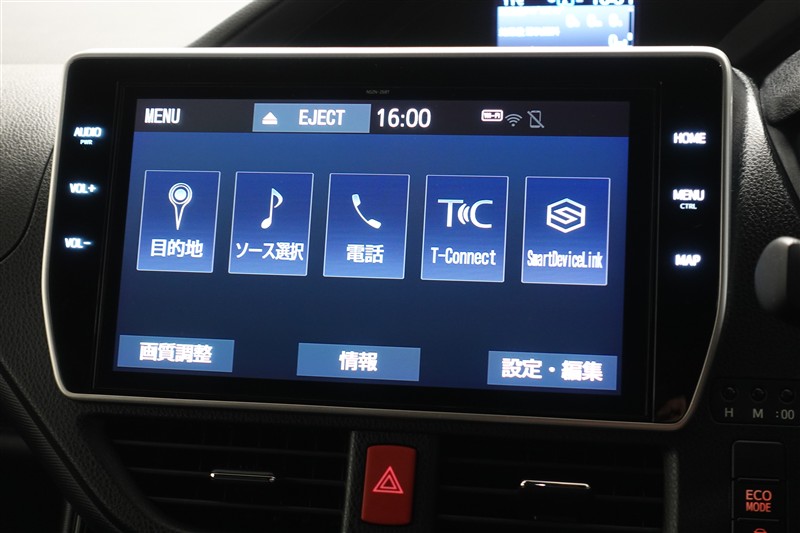 MENU
EJECT
16:00
AUDIO
PWR
VOL+
VOL-
目的地
ソース選択
電話
T-Connect
SmartDeviceLink
画質調整
情報
設定・編集
HOME
MENU
CTRL
MAP
H M :00
ECO
MODE